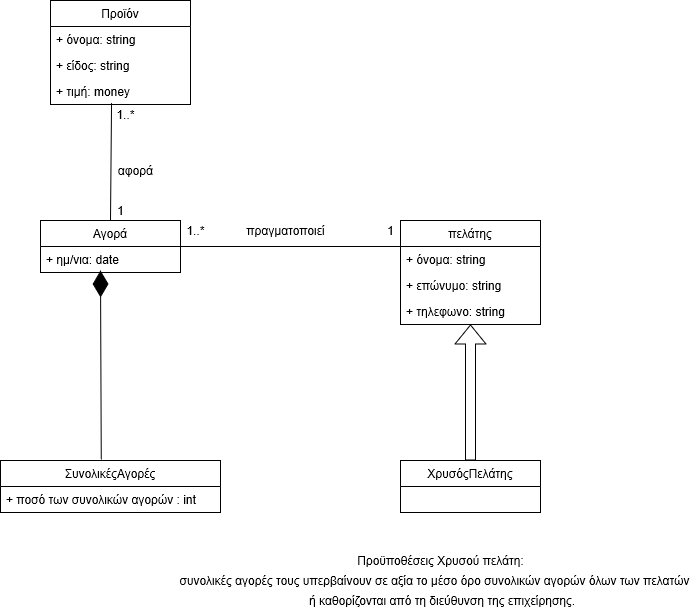 Προϊόν
+ όνομα: string
+ είδος: string
+ τιμή: money
1..*
αφορά
1
Αγορά
+ ημ/νια: date
1..*
πραγματοποιεί
1
πελάτης
+ όνομα: string
+ επώνυμο: string
+ τηλεφωνο: string
ΣυνολικέςΑγορές
+ ποσό των συνολικών αγορών : int
ΧρυσόςΠελάτης
Προϋποθέσεις Χρυσού πελάτη:
συνολικές αγορές τους υπερβαίνουν σε αξία το μέσο όρο συνολικών αγορών όλων των πελατών
ή καθορίζονται από τη διεύθυνση της επιχείρησης.